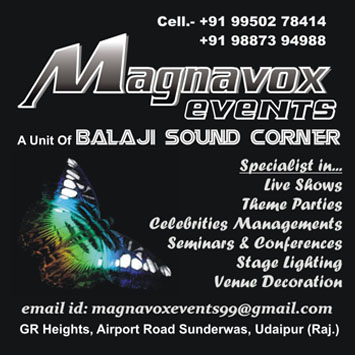 Cell.- +91 99502 78414
+91 98873 94988
Magnavox
events
A Unit Of BALAJI SOUND CORNER
Specialist in...
Live Shows
Theme Parties
Celebrities Managements
Seminars & Conferences
Stage Lighting
Venue Decoration
email id: magnavoxevents99@gmail.com
GR Heights, Airport Road Sunderwas, Udaipur (Raj.)